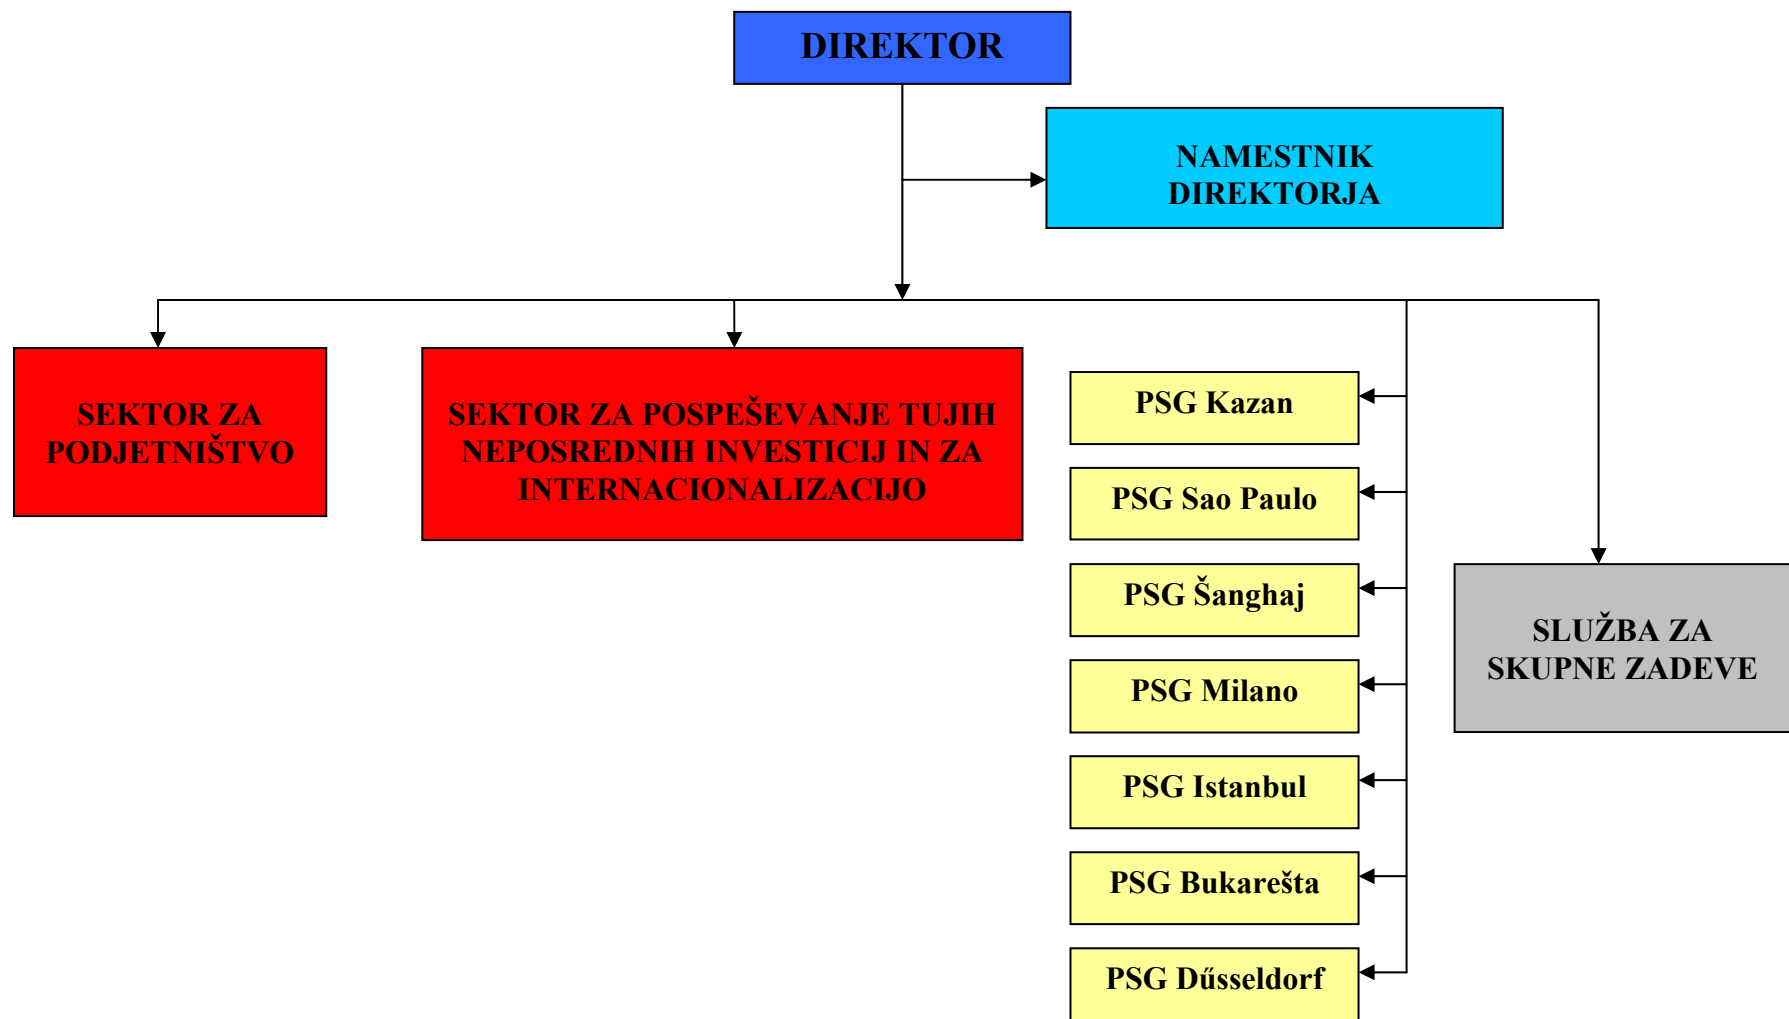 DIREKTOR
NAMESTNIK
DIREKTORJA
SEKTOR ZA
PODJETNIŠTVO
SEKTOR ZA POSPEŠEVANJE TUJIH
NEPOSREDNIH INVESTICIJ IN ZA
INTERNACIONALIZACIJO
PSG Kazan
PSG Sao Paulo
PSG Šanghaj
PSG Milano
PSG Istanbul
PSG Bukarešta
PSG Dűsseldorf
SLUŽBA ZA
SKUPNE ZADEVE